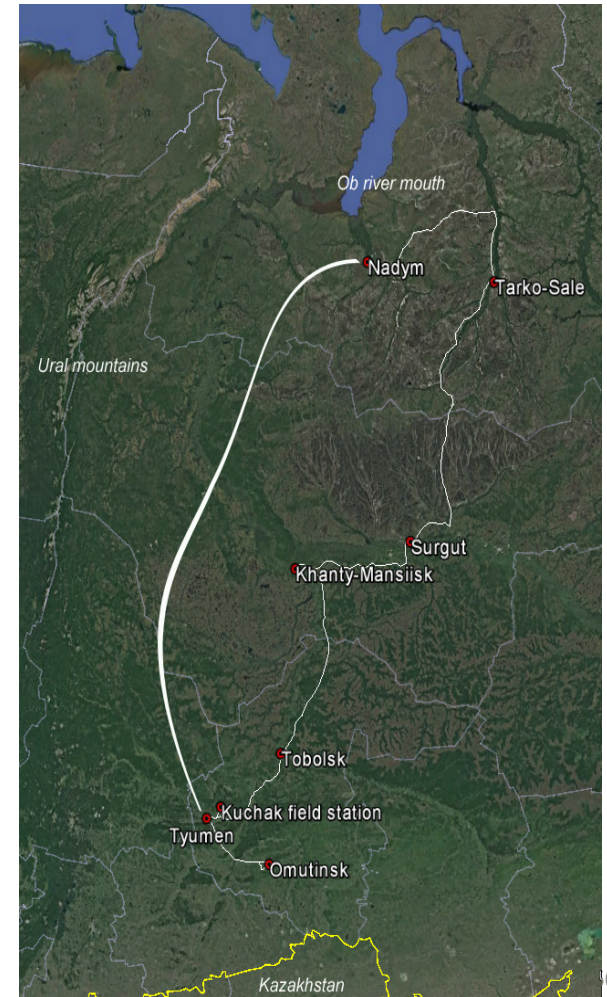 Ob river mouth
Nadym
Tarko-Sale
Ural mountains
Surgut
Khanty-Mansiisk
Tobolsk
Kuchak field station
Tyumen
Omutinsk
Kazakhstan